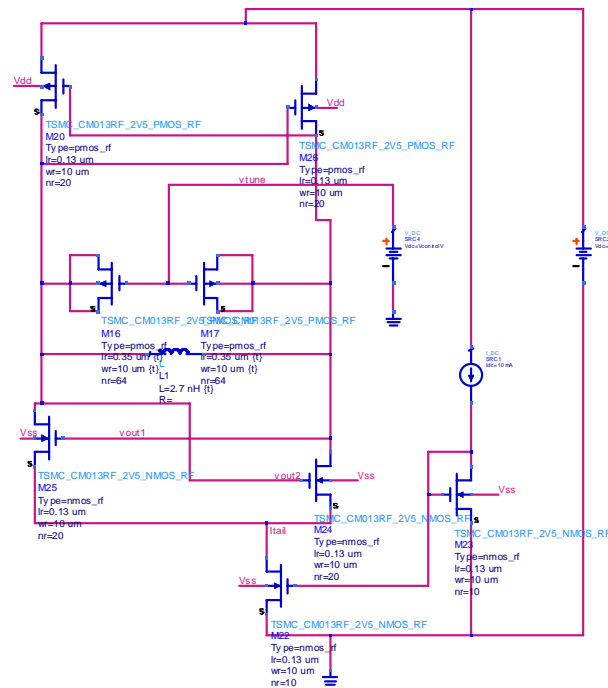 Vdd
S
TSMC_CM013RF_2V5_PMOS_RF
M20
Type=pmos_rf
lr=0.13 um
wr=10 um
nr=20
Vdd
S
TSMC_CM013RF_2V5_PMOS_RF
M26
Type=pmos_rf
lr=0.13 um
wr=10 um
nr=20
vtune
V_DC
SRC4
Vdc=Vcontrol V
V_DC
Vdc=
S
M16
Type=pmos_rf
lr=0.35 um {t}
wr=10 um {t}
nr=64
S
TSMC_CM013RF_2V5_PMOS_RF
M17
Type=pmos_rf
lr=0.35 um {t}
wr=10 um {t}
nr=64
L
L1
L=2.7 nH {t}
R=
I_DC
SRC1
Idc=10 mA
Vss
vout1
S
TSMC_CM013RF_2V5_NMOS_RF
M25
Type=nmos_rf
lr=0.13 um
wr=10 um
nr=20
vout2
Vss
S
TSMC_CM013RF_2V5_NMOS_RF
M24
Type=nmos_rf
lr=0.13 um
wr=10 um
nr=20
Vss
S
TSMC_CM013RF_2V5_NMOS_RF
M23
Type=nmos_rf
lr=0.13 um
wr=10 um
nr=10
Itail
Vss
S
TSMC_CM013RF_2V5_NMOS_RF
M22
Type=nmos_rf
lr=0.13 um
wr=10 um
nr=10